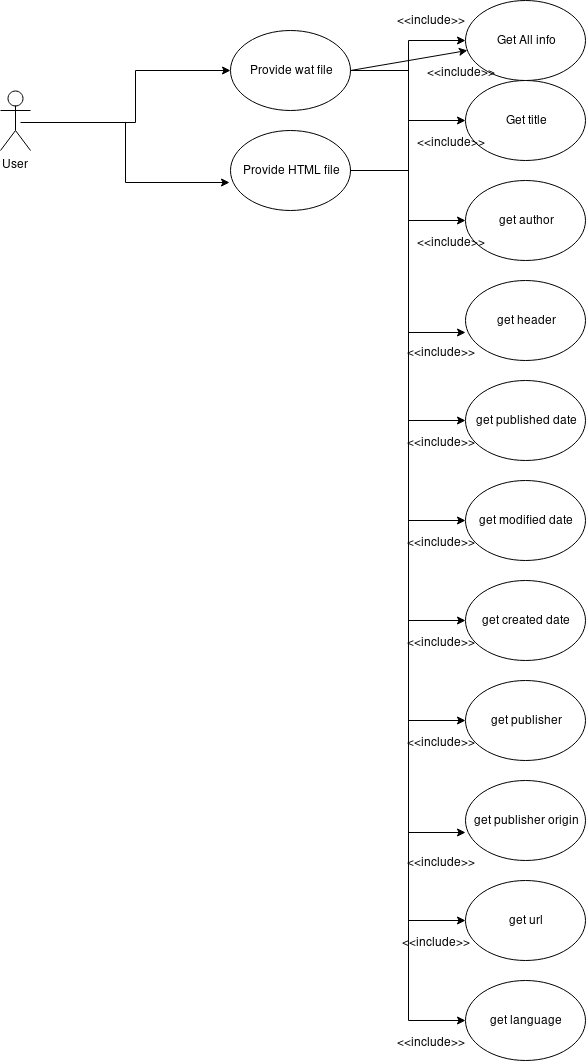 <<include>>
Get All info
Provide wat file
<<include>>
Get title
<<include>>
User
Provide HTML file
get author
<<include>>
get header
<<include>>
get published date
<<include>>
get modified date
<<include>>
get created date
<<include>>
get publisher
<<include>>
get publisher origin
<<include>>
get url
<<include>>
get language
<<include>>